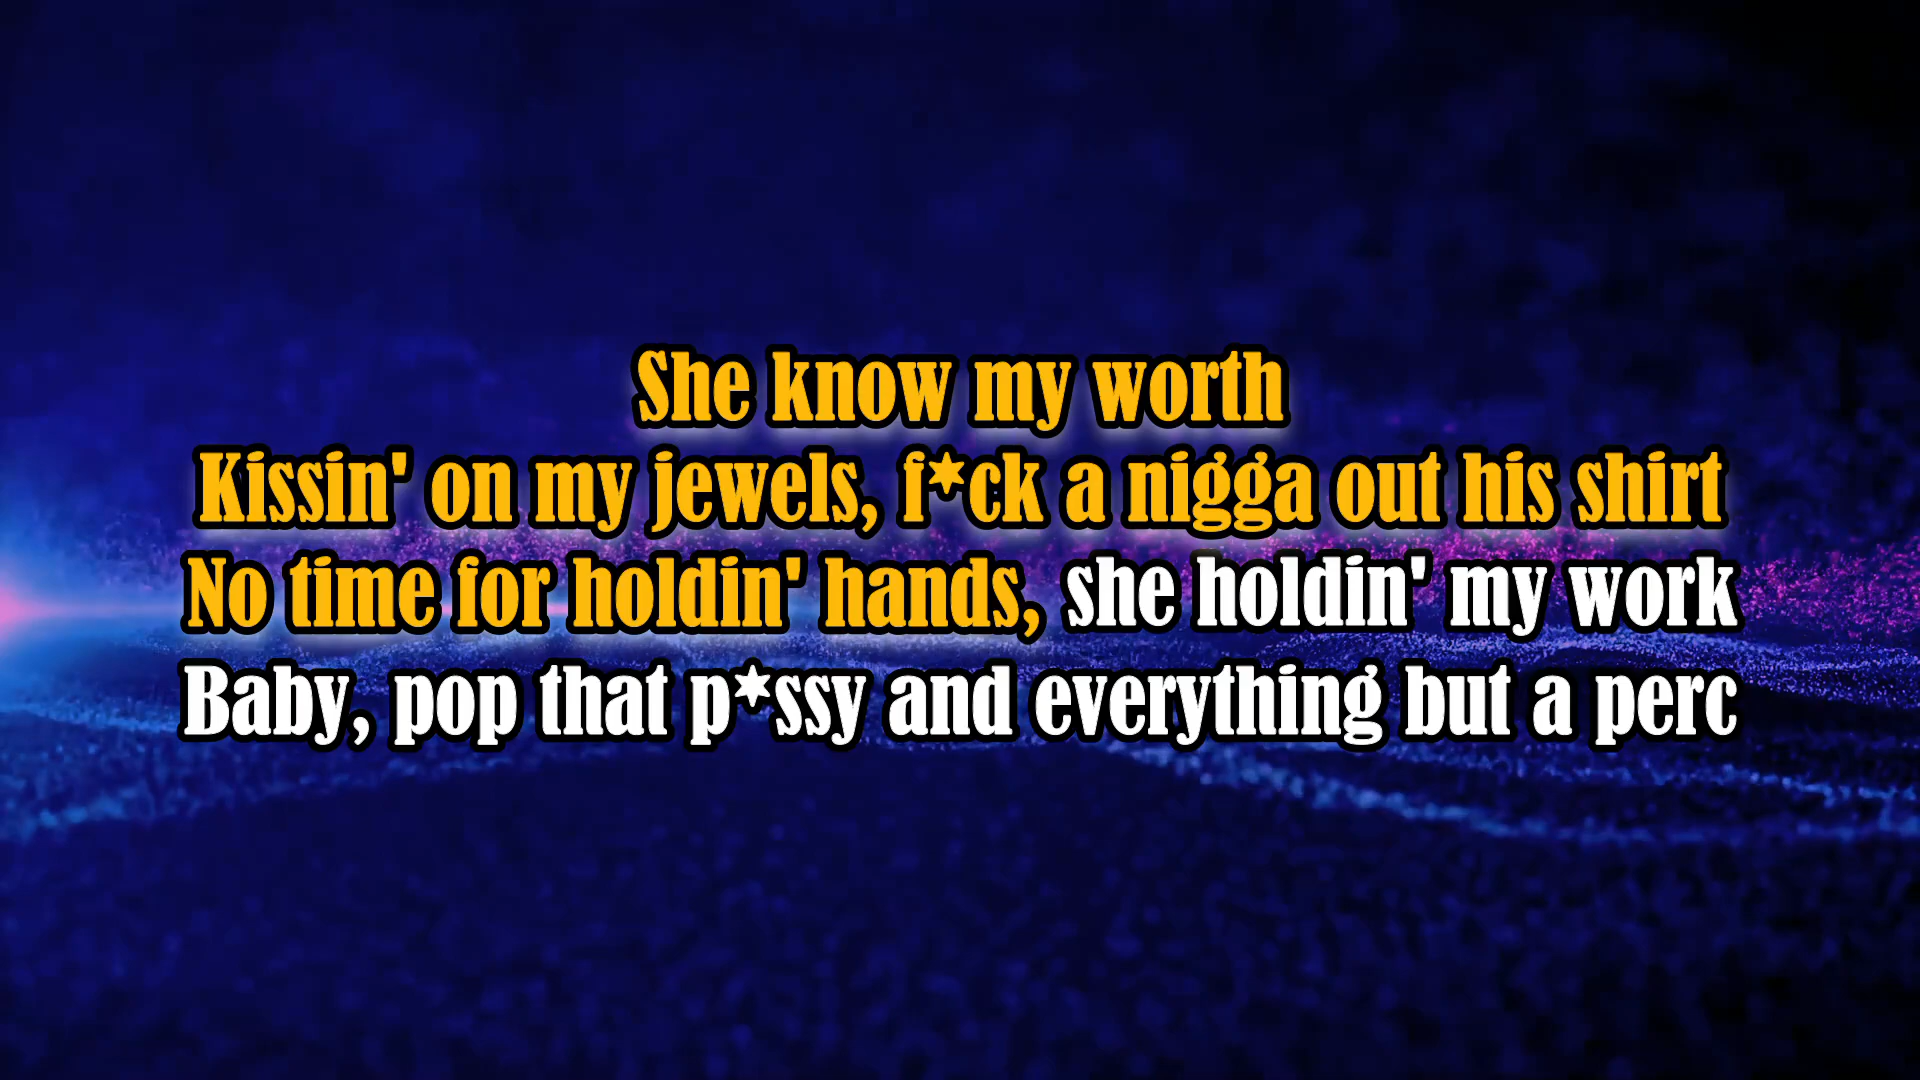 She know my worth
Kissin' on my jewels, f*ck a nigga out his shirt
No time for holdin' hands, she holdin' my work
Baby, pop that p*ssy and everything but a perc